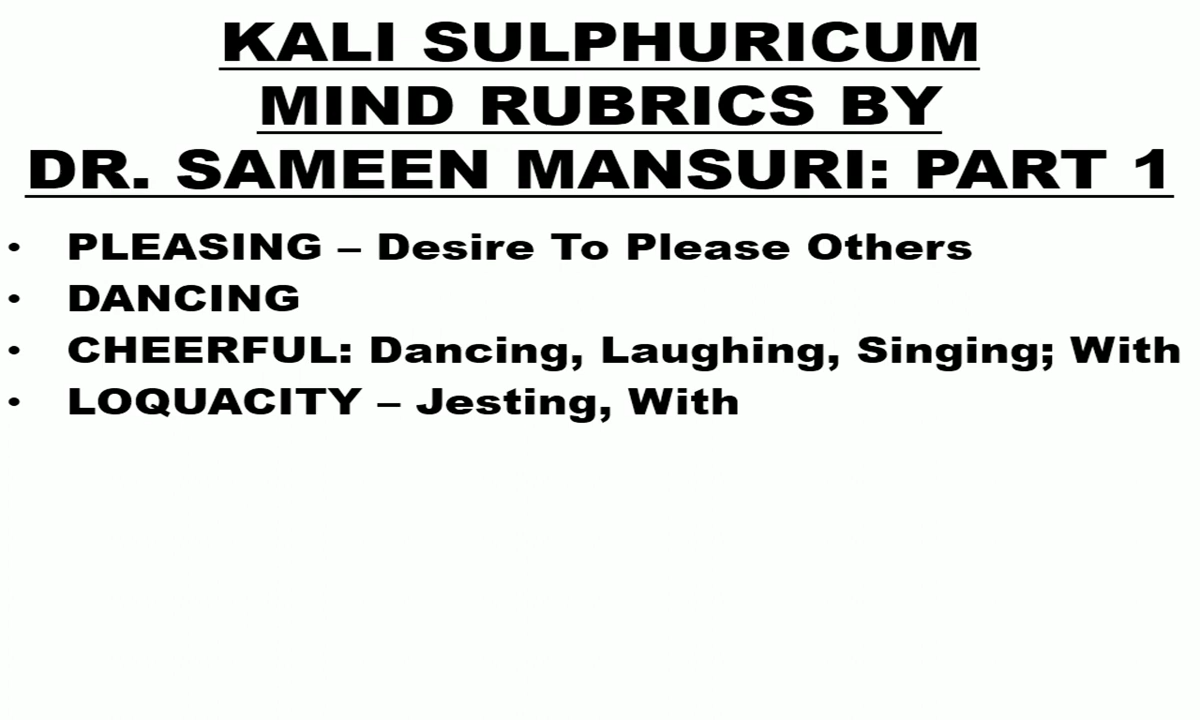 KALI SULPHURICUM
MIND RUBRICS BY
DR. SAMEEN MANSURI: PART 1
• PLEASING – Desire To Please Others
• DANCING
• CHEERFUL: Dancing, Laughing, Singing; With
• LOQUACITY – Jesting, With